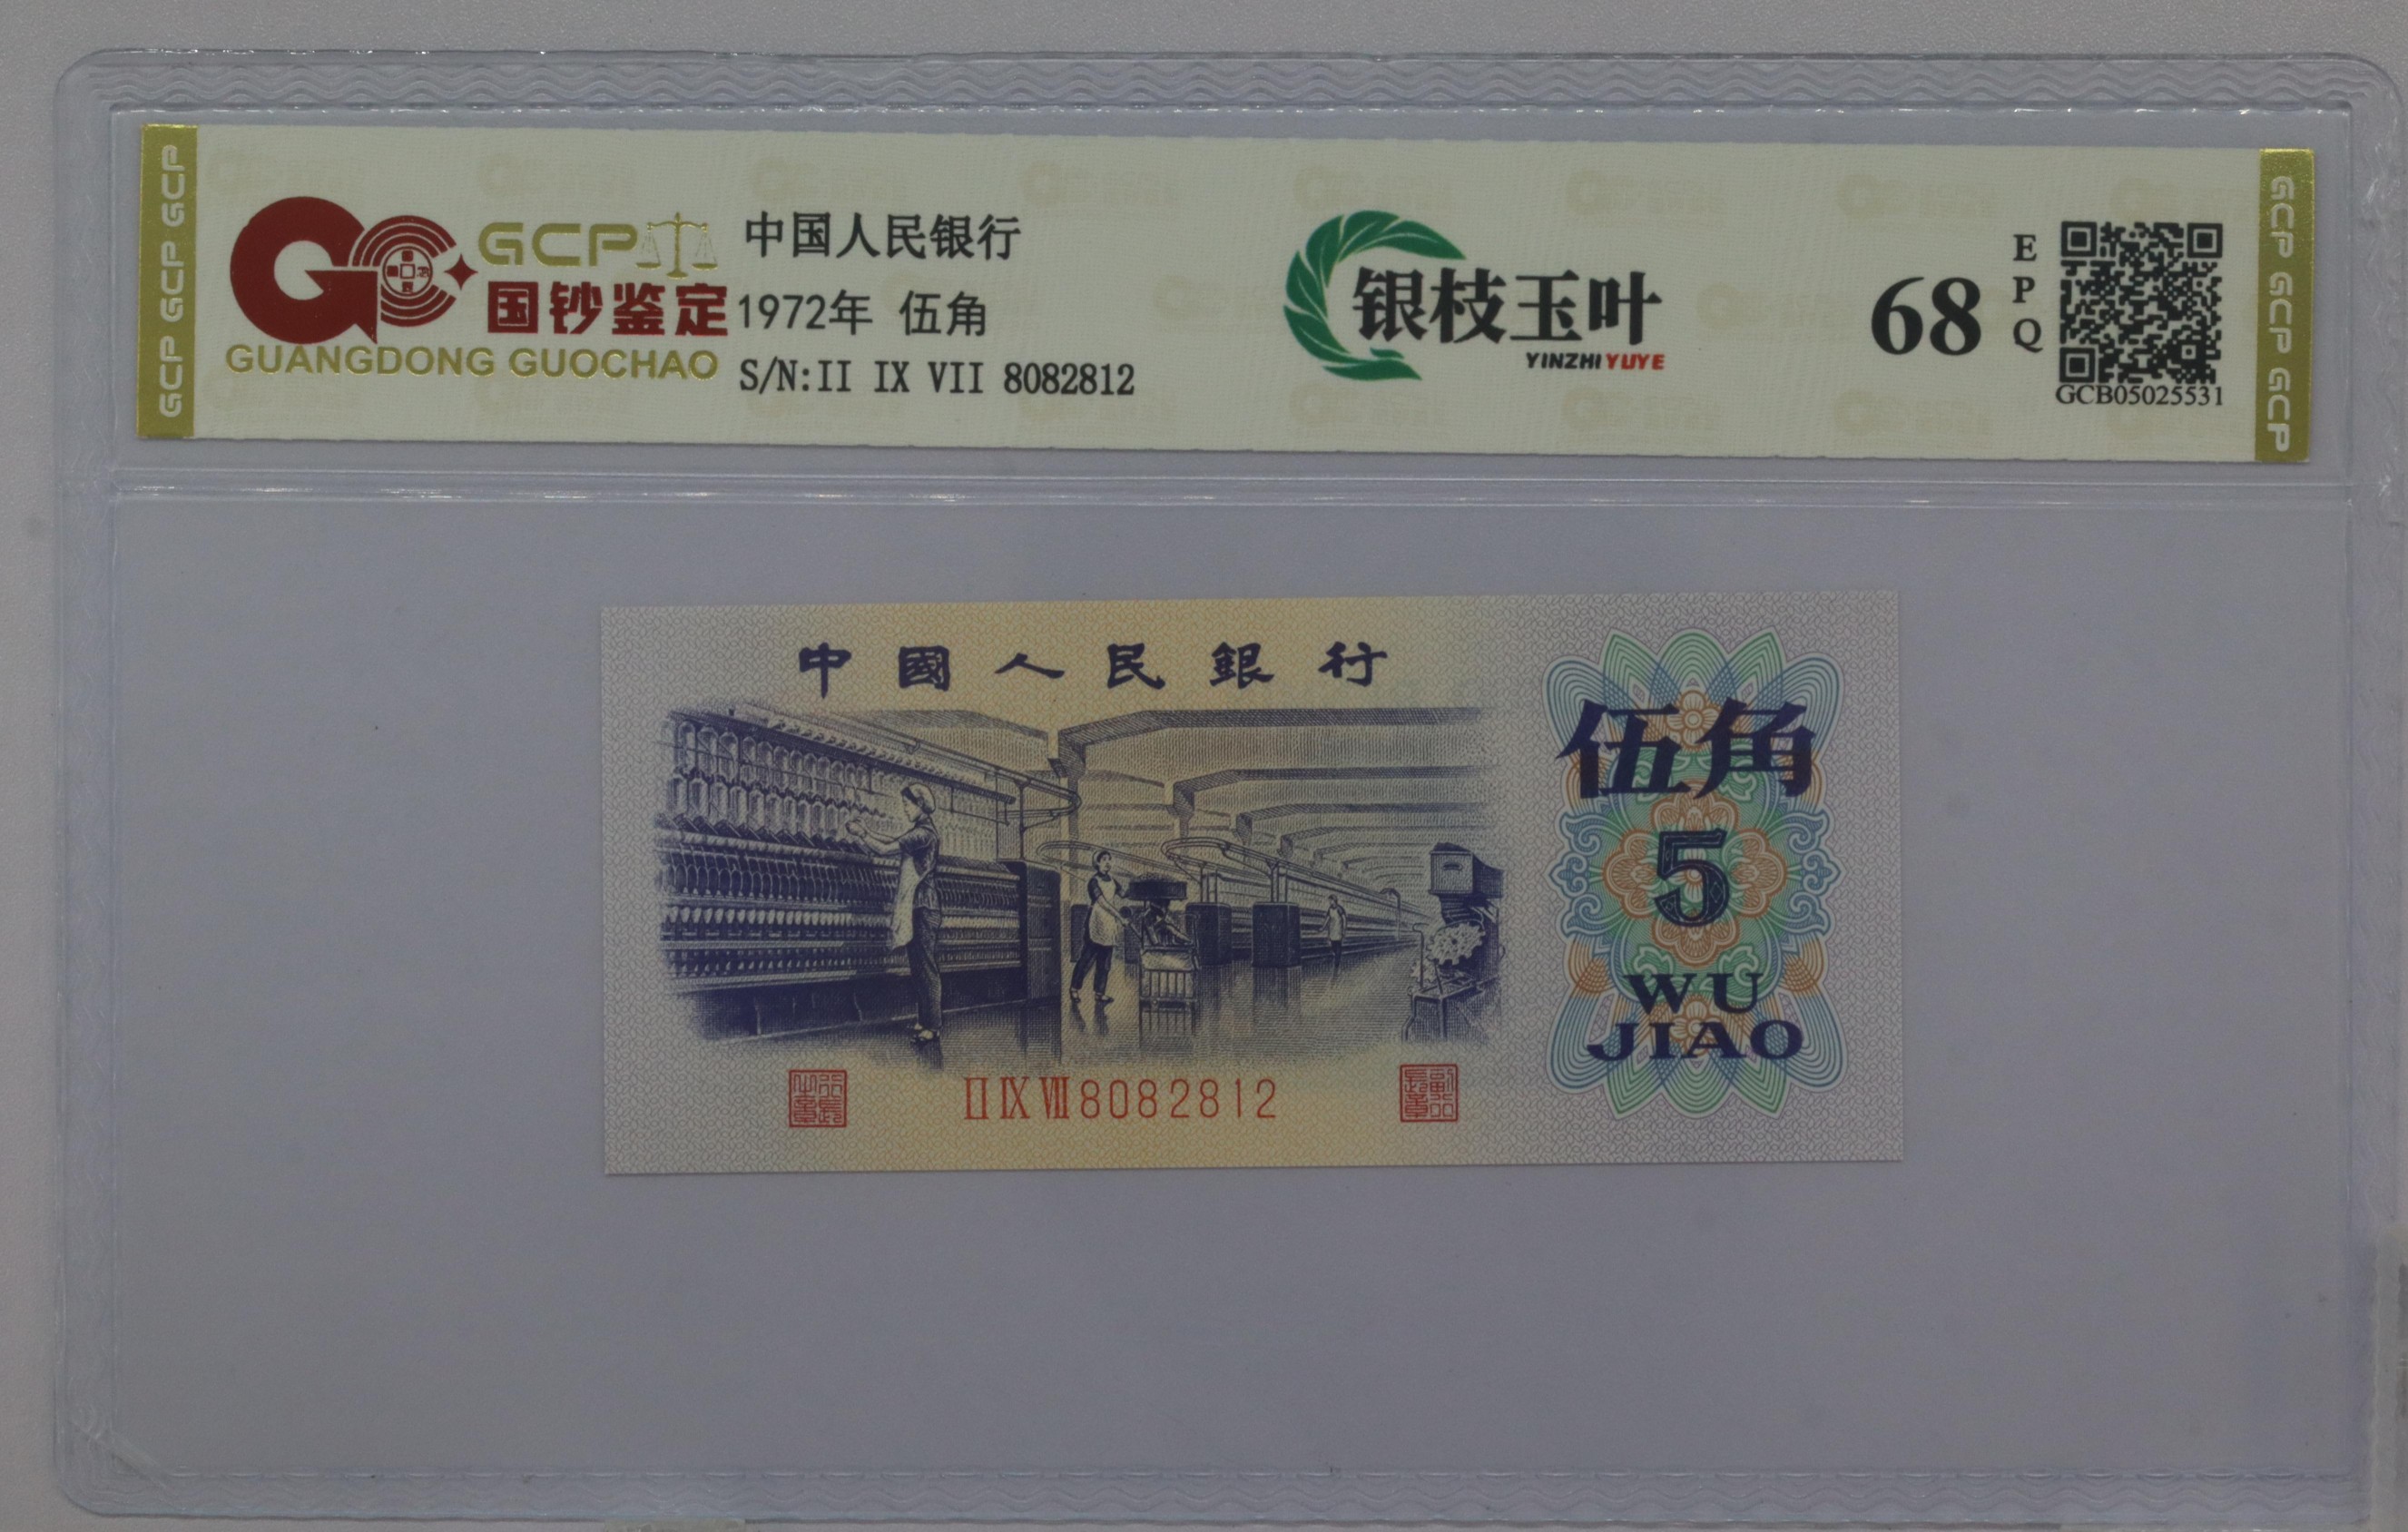 GCP GCP GCP
GCP
国钞鉴定
GUANGDONG GUOCHAO
中国人民银行
1972年 伍角
S/N:II IX VII 8082812
银枝玉叶
YINZHI YUYE
68
EPQ
GCB05025531
GCP GCP GCP
中國人民銀行
伍角
5
WU
JIAO
II IX VII 8082812